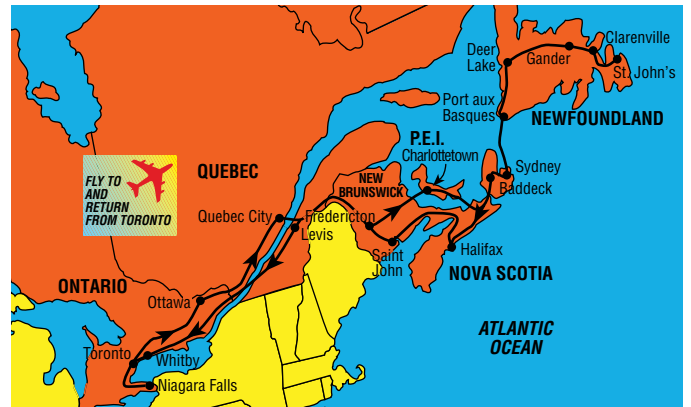 Clarenville
Deer
Lake
Gander
St. John's
Port aux
Basques
NEWFOUNDLAND
P.E.I.
Charlottetown
Sydney
Baddeck
QUEBEC
NEW
BRUNSWICK
FLY TO
AND
RETURN
FROM TORONTO
Quebec City
Fredericton
Levis
Saint
John
Halifax
NOVA SCOTIA
ONTARIO
Ottawa
ATLANTIC
OCEAN
Toronto
Whitby
Niagara Falls